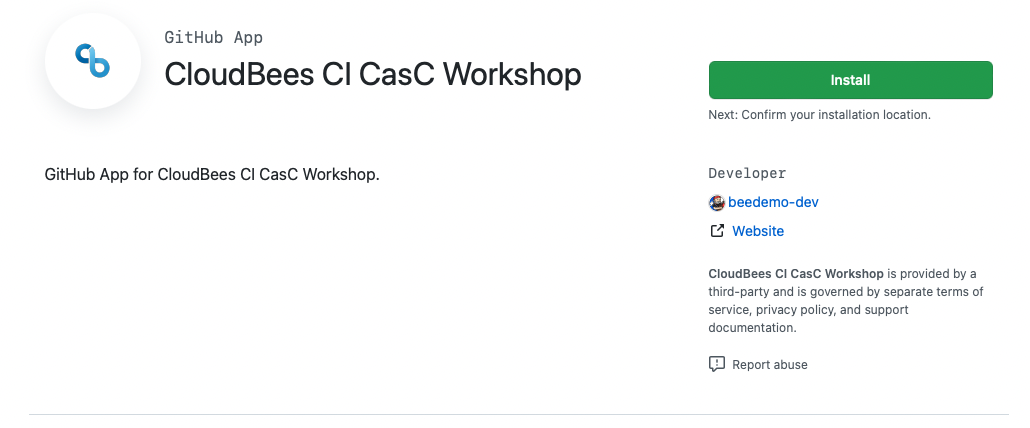 GitHub App
CloudBees CI CasC Workshop
Install
Next: Confirm your installation location.
GitHub App for CloudBees CI CasC Workshop.
Developer
beedemo-dev
Website
CloudBees CI CasC Workshop is provided by a
third-party and is governed by separate terms of
service, privacy policy, and support
documentation.
Report abuse